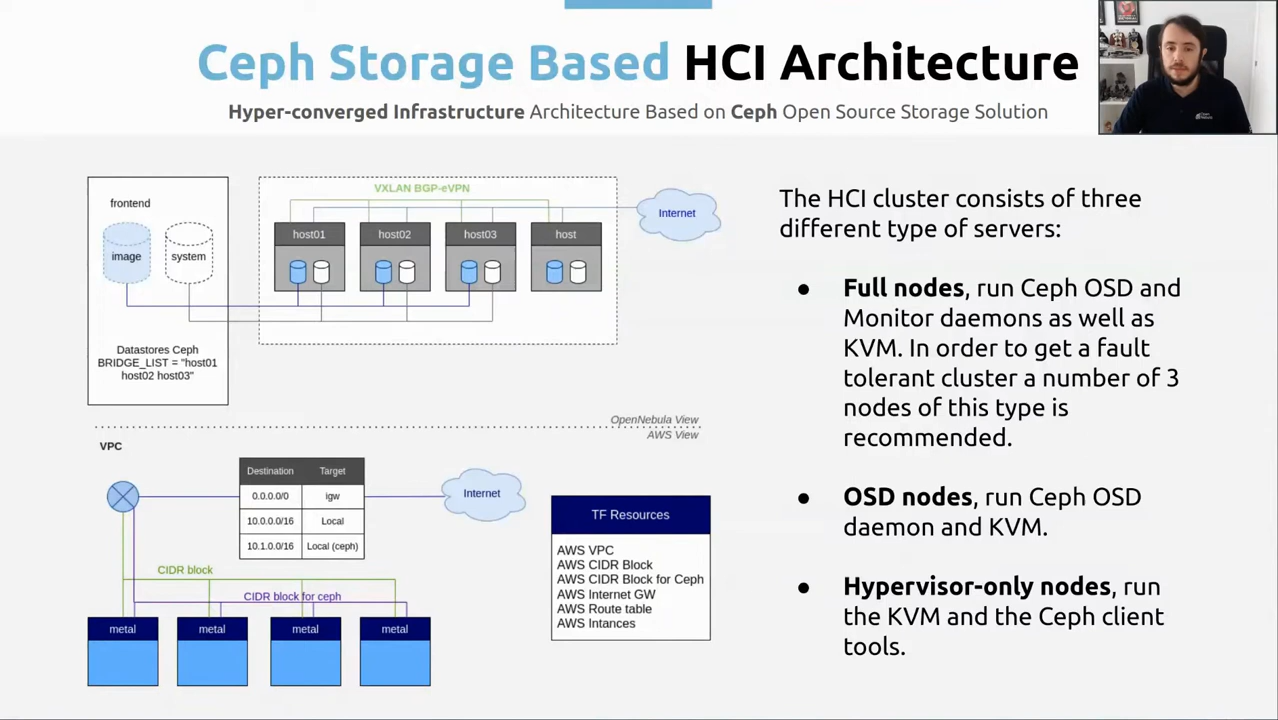 Ceph Storage Based HCI Architecture
Hyper-converged Infrastructure Architecture Based on Ceph Open Source Storage Solution
frontend
image
system
Datastores Ceph
BRIDGE_LIST = "host01
host02 host03"
VXLAN BGP-eVPN
host01
host02
host03
host
Internet
OpenNebula View
AWS View
VPC
Destination Target
0.0.0.0/0 igw
10.0.0.0/16 Local
10.1.0.0/16 Local (ceph)
Internet
CIDR block
CIDR block for ceph
metal
metal
metal
metal
TF Resources
AWS VPC
AWS CIDR Block
AWS CIDR Block for Ceph
AWS Internet GW
AWS Route table
AWS Intances
The HCI cluster consists of three
different type of servers:
● Full nodes, run Ceph OSD and
Monitor daemons as well as
KVM. In order to get a fault
tolerant cluster a number of 3
nodes of this type is
recommended.
● OSD nodes, run Ceph OSD
daemon and KVM.
● Hypervisor-only nodes, run
the KVM and the Ceph client
tools.